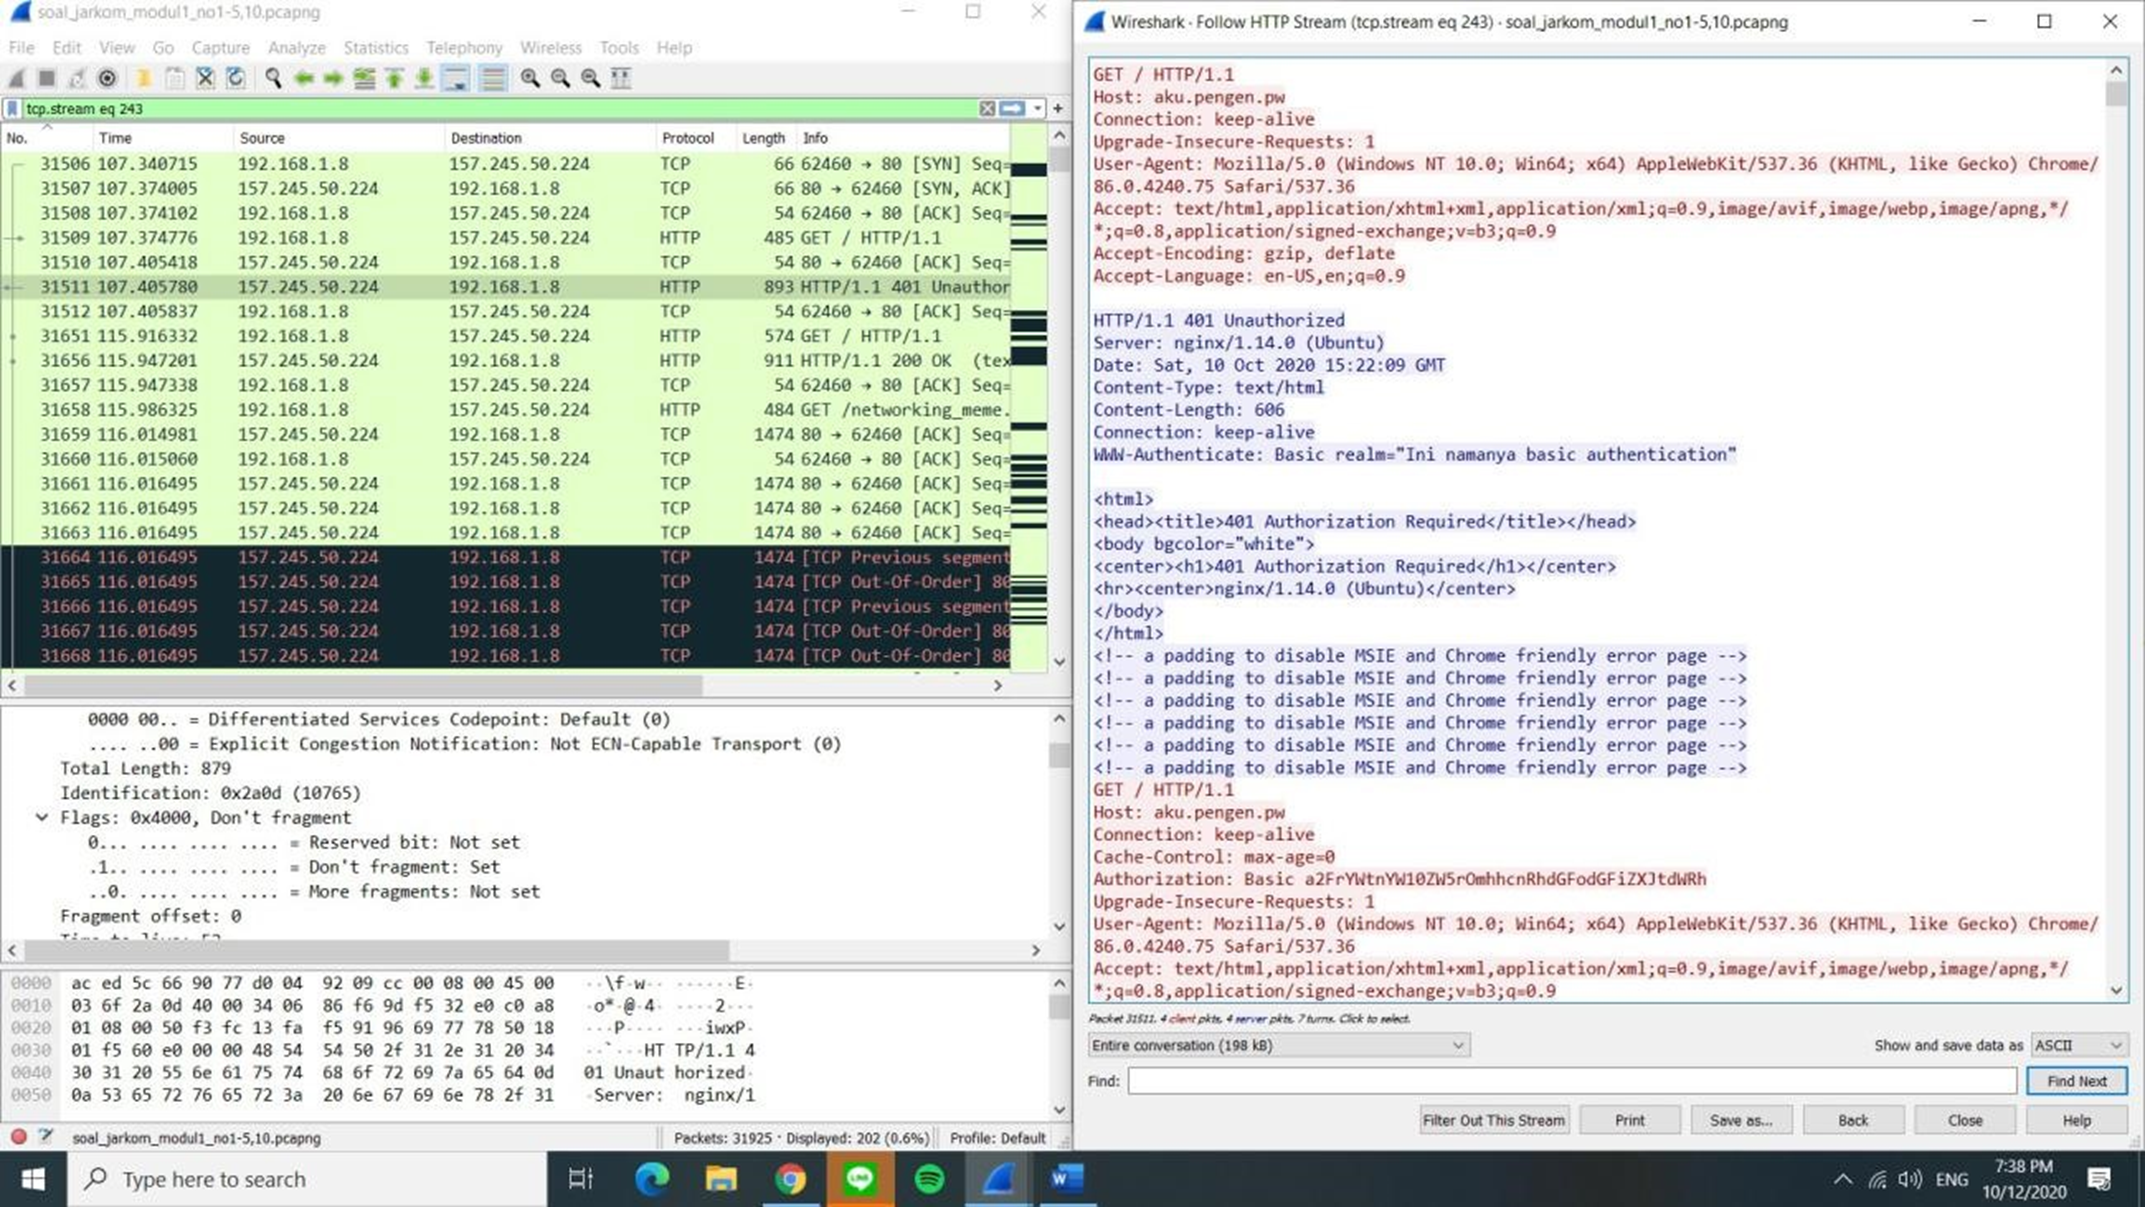 soal_jarkom_modul1_no1-5,10.pcapng
File Edit View Go Capture Analyze Statistics Telephony Wireless Tools Help
tcp.stream eq 243
No. Time Source Destination Protocol Length Info
31506 107.340715 192.168.1.8 157.245.50.224 TCP 66 62460 → 80 [SYN] Seq=
31507 107.374005 157.245.50.224 192.168.1.8 TCP 66 80 → 62460 [SYN, ACK]
31508 107.374102 192.168.1.8 157.245.50.224 TCP 54 62460 → 80 [ACK] Seq=
31509 107.374776 192.168.1.8 157.245.50.224 HTTP 485 GET / HTTP/1.1
31510 107.405418 157.245.50.224 192.168.1.8 TCP 54 80 → 62460 [ACK] Seq=
31511 107.405780 157.245.50.224 192.168.1.8 HTTP 893 HTTP/1.1 401 Unauthor
31512 107.405837 192.168.1.8 157.245.50.224 TCP 54 62460 → 80 [ACK] Seq=
31651 115.916332 192.168.1.8 157.245.50.224 HTTP 574 GET / HTTP/1.1
31656 115.947201 157.245.50.224 192.168.1.8 HTTP 911 HTTP/1.1 200 OK (tex
31657 115.947338 192.168.1.8 157.245.50.224 TCP 54 62460 → 80 [ACK] Seq=
31658 115.986325 192.168.1.8 157.245.50.224 HTTP 484 GET /networking_meme.
31659 116.014981 157.245.50.224 192.168.1.8 TCP 1474 80 → 62460 [ACK] Seq=
31660 116.015060 192.168.1.8 157.245.50.224 TCP 54 62460 → 80 [ACK] Seq=
31661 116.016495 157.245.50.224 192.168.1.8 TCP 1474 80 → 62460 [ACK] Seq=
31662 116.016495 157.245.50.224 192.168.1.8 TCP 1474 80 → 62460 [ACK] Seq=
31663 116.016495 157.245.50.224 192.168.1.8 TCP 1474 80 → 62460 [ACK] Seq=
31664 116.016495 157.245.50.224 192.168.1.8 TCP 1474 [TCP Previous segment
31665 116.016495 157.245.50.224 192.168.1.8 TCP 1474 [TCP Out-Of-Order] 80
31666 116.016495 157.245.50.224 192.168.1.8 TCP 1474 [TCP Previous segment
31667 116.016495 157.245.50.224 192.168.1.8 TCP 1474 [TCP Out-Of-Order] 80
31668 116.016495 157.245.50.224 192.168.1.8 TCP 1474 [TCP Out-Of-Order] 80
0000 00.. = Differentiated Services Codepoint: Default (0)
.... ..00 = Explicit Congestion Notification: Not ECN-Capable Transport (0)
Total Length: 879
Identification: 0x2a0d (10765)
Flags: 0x4000, Don't fragment
0... .... .... .... = Reserved bit: Not set
.1.. .... .... .... = Don't fragment: Set
..0. .... .... .... = More fragments: Not set
Fragment offset: 0
0000 ac ed 5c 66 90 77 d0 04 92 09 cc 00 08 00 45 00 ··\f·w·· ······E·
0010 03 6f 2a 0d 40 00 34 06 86 f6 9d f5 32 e0 c0 a8 ·o*·@·4· ····2···
0020 01 08 00 50 f3 fc 13 fa f5 91 96 69 77 78 50 18 ···P···· ···iwxP·
0030 01 f5 60 e0 00 00 48 54 54 50 2f 31 2e 31 20 34 ··`···HT TP/1.1 4
0040 30 31 20 55 6e 61 75 74 68 6f 72 69 7a 65 64 0d 01 Unaut horized·
0050 0a 53 65 72 76 65 72 3a 20 6e 67 69 6e 78 2f 31 ·Server: nginx/1
soal_jarkom_modul1_no1-5,10.pcapng Packets: 31925 · Displayed: 202 (0.6%) Profile: Default
Wireshark · Follow HTTP Stream (tcp.stream eq 243) · soal_jarkom_modul1_no1-5,10.pcapng
GET / HTTP/1.1
Host: aku.pengen.pw
Connection: keep-alive
Upgrade-Insecure-Requests: 1
User-Agent: Mozilla/5.0 (Windows NT 10.0; Win64; x64) AppleWebKit/537.36 (KHTML, like Gecko) Chrome/
86.0.4240.75 Safari/537.36
Accept: text/html,application/xhtml+xml,application/xml;q=0.9,image/avif,image/webp,image/apng,*/
*;q=0.8,application/signed-exchange;v=b3;q=0.9
Accept-Encoding: gzip, deflate
Accept-Language: en-US,en;q=0.9
HTTP/1.1 401 Unauthorized
Server: nginx/1.14.0 (Ubuntu)
Date: Sat, 10 Oct 2020 15:22:09 GMT
Content-Type: text/html
Content-Length: 606
Connection: keep-alive
WWW-Authenticate: Basic realm="Ini namanya basic authentication"
<html>
<head><title>401 Authorization Required</title></head>
<body bgcolor="white">
<center><h1>401 Authorization Required</h1></center>
<hr><center>nginx/1.14.0 (Ubuntu)</center>
</body>
</html>
<!-- a padding to disable MSIE and Chrome friendly error page -->
<!-- a padding to disable MSIE and Chrome friendly error page -->
<!-- a padding to disable MSIE and Chrome friendly error page -->
<!-- a padding to disable MSIE and Chrome friendly error page -->
<!-- a padding to disable MSIE and Chrome friendly error page -->
<!-- a padding to disable MSIE and Chrome friendly error page -->
GET / HTTP/1.1
Host: aku.pengen.pw
Connection: keep-alive
Cache-Control: max-age=0
Authorization: Basic a2FrYWtnYW10ZW5rOmhhcnRhdGFodGFiZXJtdWRh
Upgrade-Insecure-Requests: 1
User-Agent: Mozilla/5.0 (Windows NT 10.0; Win64; x64) AppleWebKit/537.36 (KHTML, like Gecko) Chrome/
86.0.4240.75 Safari/537.36
Accept: text/html,application/xhtml+xml,application/xml;q=0.9,image/avif,image/webp,image/apng,*/
*;q=0.8,application/signed-exchange;v=b3;q=0.9
Packet 31511. 4 client pkts, 4 server pkts, 7 turns. Click to select.
Entire conversation (198 kB) Show and save data as ASCII
Find: Find Next
Filter Out This Stream Print Save as... Back Close Help
Type here to search
ENG
7:38 PM
10/12/2020